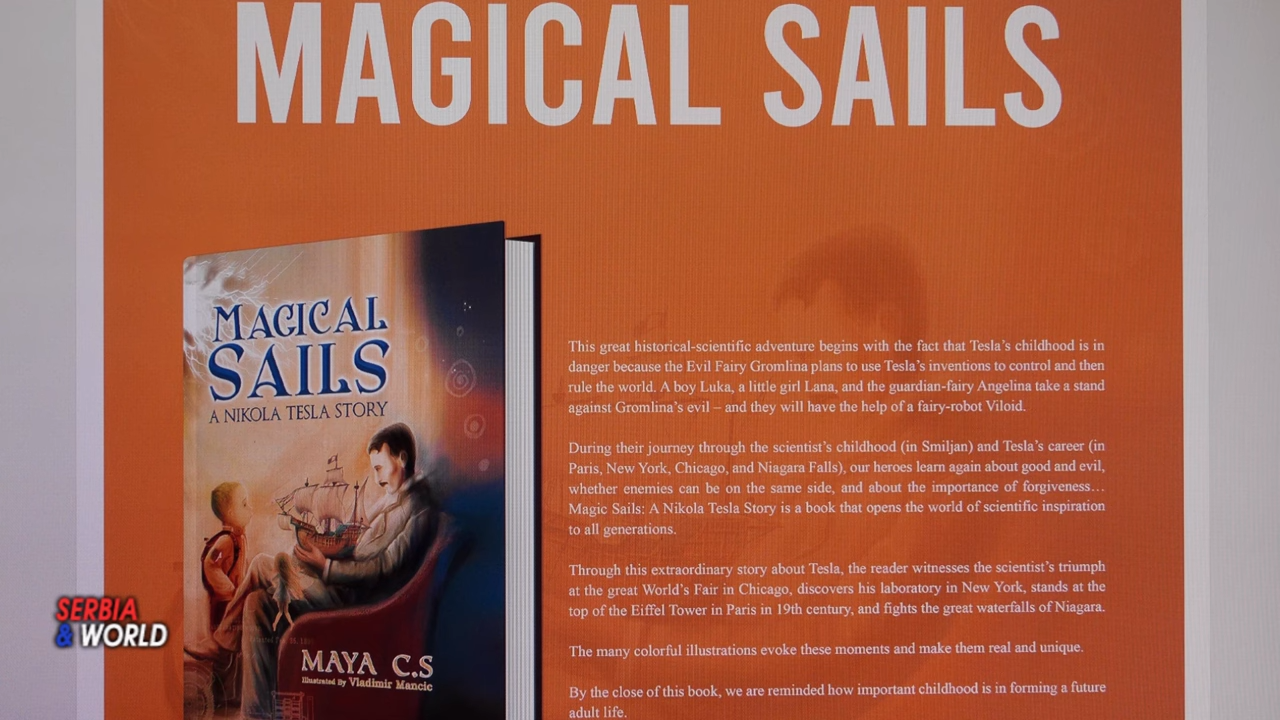 MAGICAL SAILS
MAGICAL
SAILS
A NIKOLA TESLA STORY
MAYA C.S
Illustrated By Vladimir Mancic
This great historical-scientific adventure begins with the fact that Tesla's childhood is in
danger because the Evil Fairy Gromlina plans to use Tesla's inventions to control and then
rule the world. A boy Luka, a little girl Lana, and the guardian-fairy Angelina take a stand
against Gromlina's evil – and they will have the help of a fairy-robot Viloid.
During their journey through the scientist's childhood (in Smiljan) and Tesla's career (in
Paris, New York, Chicago, and Niagara Falls), our heroes learn again about good and evil,
whether enemies can be on the same side, and about the importance of forgiveness…
Magic Sails: A Nikola Tesla Story is a book that opens the world of scientific inspiration
to all generations.
Through this extraordinary story about Tesla, the reader witnesses the scientist's triumph
at the great World's Fair in Chicago, discovers his laboratory in New York, stands at the
top of the Eiffel Tower in Paris in 19th century, and fights the great waterfalls of Niagara.
The many colorful illustrations evoke these moments and make them real and unique.
By the close of this book, we are reminded how important childhood is in forming a future
adult life.
SERBIA
& WORLD